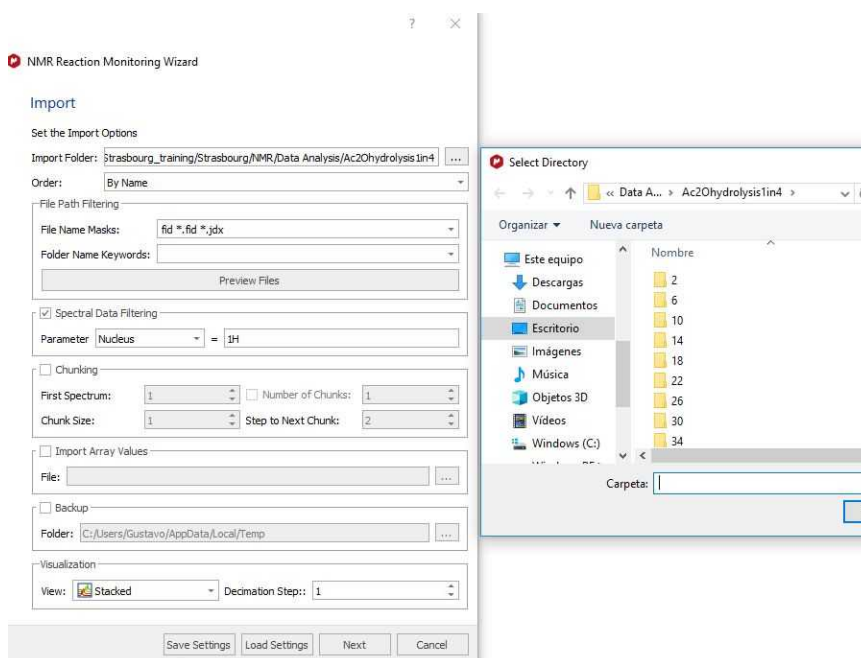 ?
NMR Reaction Monitoring Wizard
Import
Set the Import Options
Import Folder: Strasbourg_training/Strasbourg/NMR/Data Analysis/Ac2Ohydrolysis1in4 ...
Order: By Name
File Path Filtering
File Name Masks: fid *.fid *.jdx
Folder Name Keywords:
Preview Files
Spectral Data Filtering
Parameter Nucleus = 1H
Chunking
First Spectrum: 1 Number of Chunks: 1
Chunk Size: 1 Step to Next Chunk: 2
Import Array Values
File: ...
Backup
Folder: C:/Users/Gustavo/AppData/Local/Temp ...
Visualization
View: Stacked Decimation Step:: 1
Save Settings Load Settings Next Cancel
Select Directory
« Data A... > Ac2Ohydrolysis1in4 >
Organizar Nueva carpeta
Este equipo
Descargas
Documentos
Escritorio
Imágenes
Música
Objetos 3D
Vídeos
Windows (C:)
Nombre
2
6
10
14
18
22
26
30
34
Carpeta: